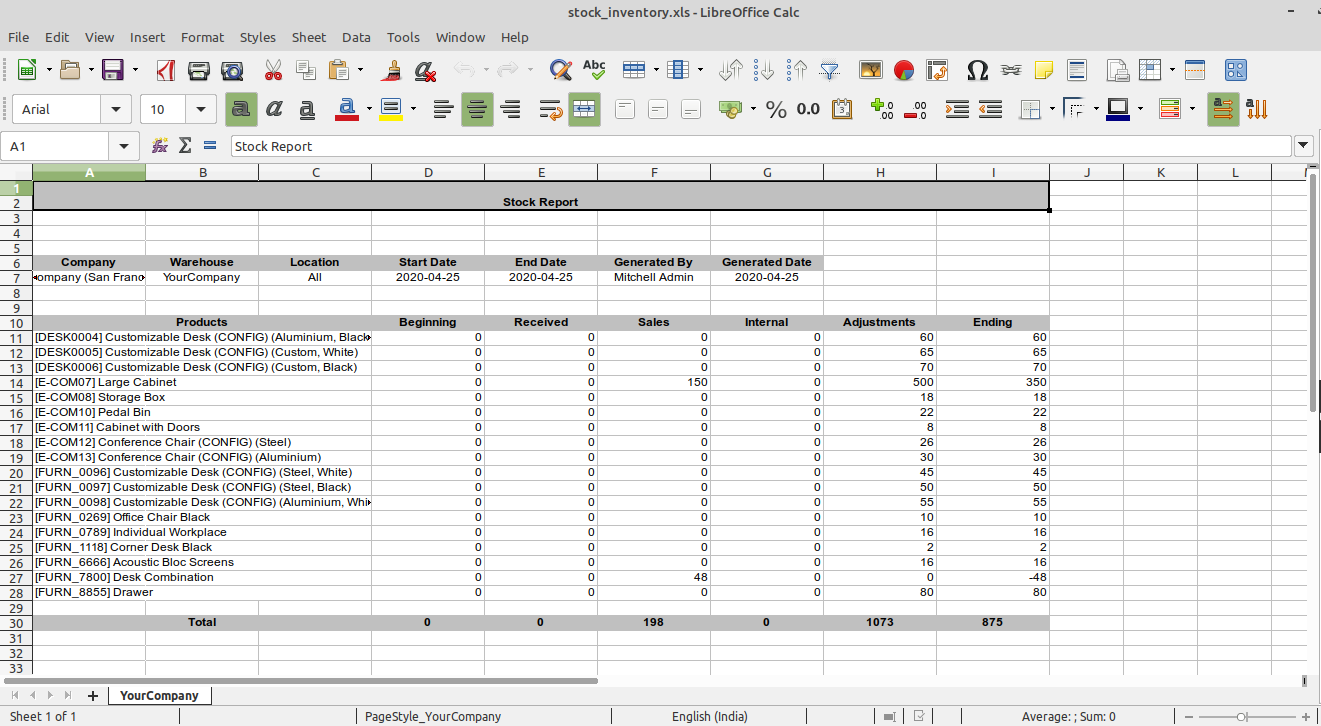 stock_inventory.xls - LibreOffice Calc
File Edit View Insert Format Styles Sheet Data Tools Window Help
Abc
Arial 10 a a a a % 0.0
A1 Stock Report
A B C D E F G H I J K L
1
2 Stock Report
3
4
5
6 Company Warehouse Location Start Date End Date Generated By Generated Date
7 ompany (San Franc YourCompany All 2020-04-25 2020-04-25 Mitchell Admin 2020-04-25
8
9
10 Products Beginning Received Sales Internal Adjustments Ending
11 [DESK0004] Customizable Desk (CONFIG) (Aluminium, Black 0 0 0 0 60 60
12 [DESK0005] Customizable Desk (CONFIG) (Custom, White) 0 0 0 0 65 65
13 [DESK0006] Customizable Desk (CONFIG) (Custom, Black) 0 0 0 0 70 70
14 [E-COM07] Large Cabinet 0 0 150 0 500 350
15 [E-COM08] Storage Box 0 0 0 0 18 18
16 [E-COM10] Pedal Bin 0 0 0 0 22 22
17 [E-COM11] Cabinet with Doors 0 0 0 0 8 8
18 [E-COM12] Conference Chair (CONFIG) (Steel) 0 0 0 0 26 26
19 [E-COM13] Conference Chair (CONFIG) (Aluminium) 0 0 0 0 30 30
20 [FURN_0096] Customizable Desk (CONFIG) (Steel, White) 0 0 0 0 45 45
21 [FURN_0097] Customizable Desk (CONFIG) (Steel, Black) 0 0 0 0 50 50
22 [FURN_0098] Customizable Desk (CONFIG) (Aluminium, Whi 0 0 0 0 55 55
23 [FURN_0269] Office Chair Black 0 0 0 0 10 10
24 [FURN_0789] Individual Workplace 0 0 0 0 16 16
25 [FURN_1118] Corner Desk Black 0 0 0 0 2 2
26 [FURN_6666] Acoustic Bloc Screens 0 0 0 0 16 16
27 [FURN_7800] Desk Combination 0 0 48 0 0 -48
28 [FURN_8855] Drawer 0 0 0 0 80 80
29
30 Total 0 0 198 0 1073 875
31
32
33
YourCompany
Sheet 1 of 1 PageStyle_YourCompany English (India) Average: ; Sum: 0